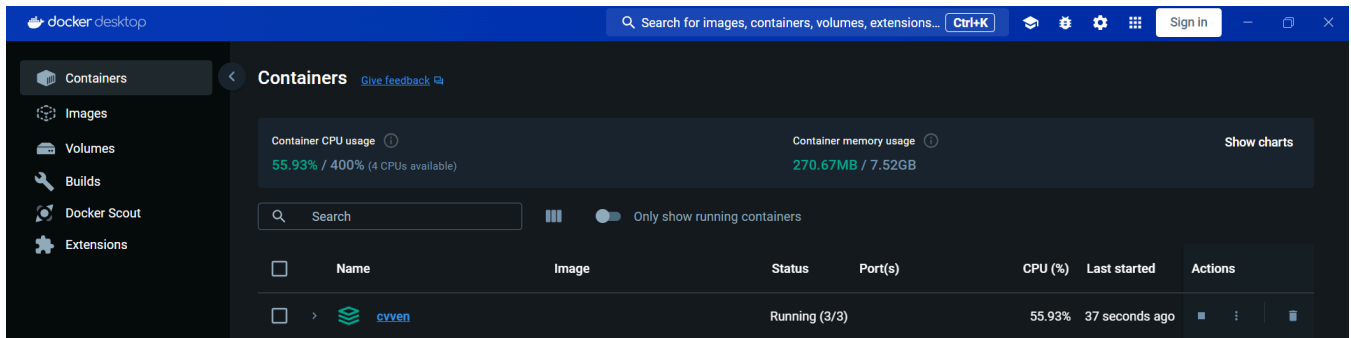 docker desktop
Search for images, containers, volumes, extensions... Ctrl+K
Sign in
Containers
Images
Volumes
Builds
Docker Scout
Extensions
Containers Give feedback
Container CPU usage
55.93% / 400% (4 CPUs available)
Container memory usage
270.67MB / 7.52GB
Show charts
Search
Only show running containers
Name Image Status Port(s) CPU (%) Last started Actions
cvven Running (3/3) 55.93% 37 seconds ago